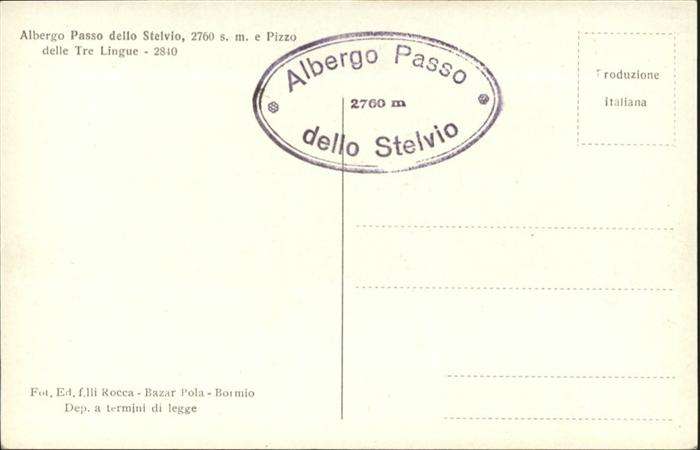 Albergo Passo dello Stelvio, 2760 s. m. e Pizzo
delle Tre Lingue - 2840
Albergo Passo
2760 m
dello Stelvio
Produzione
italiana
Fot. Ed. f.lli Rocca - Bazar Pola - Bormio
Dep. a termini di legge